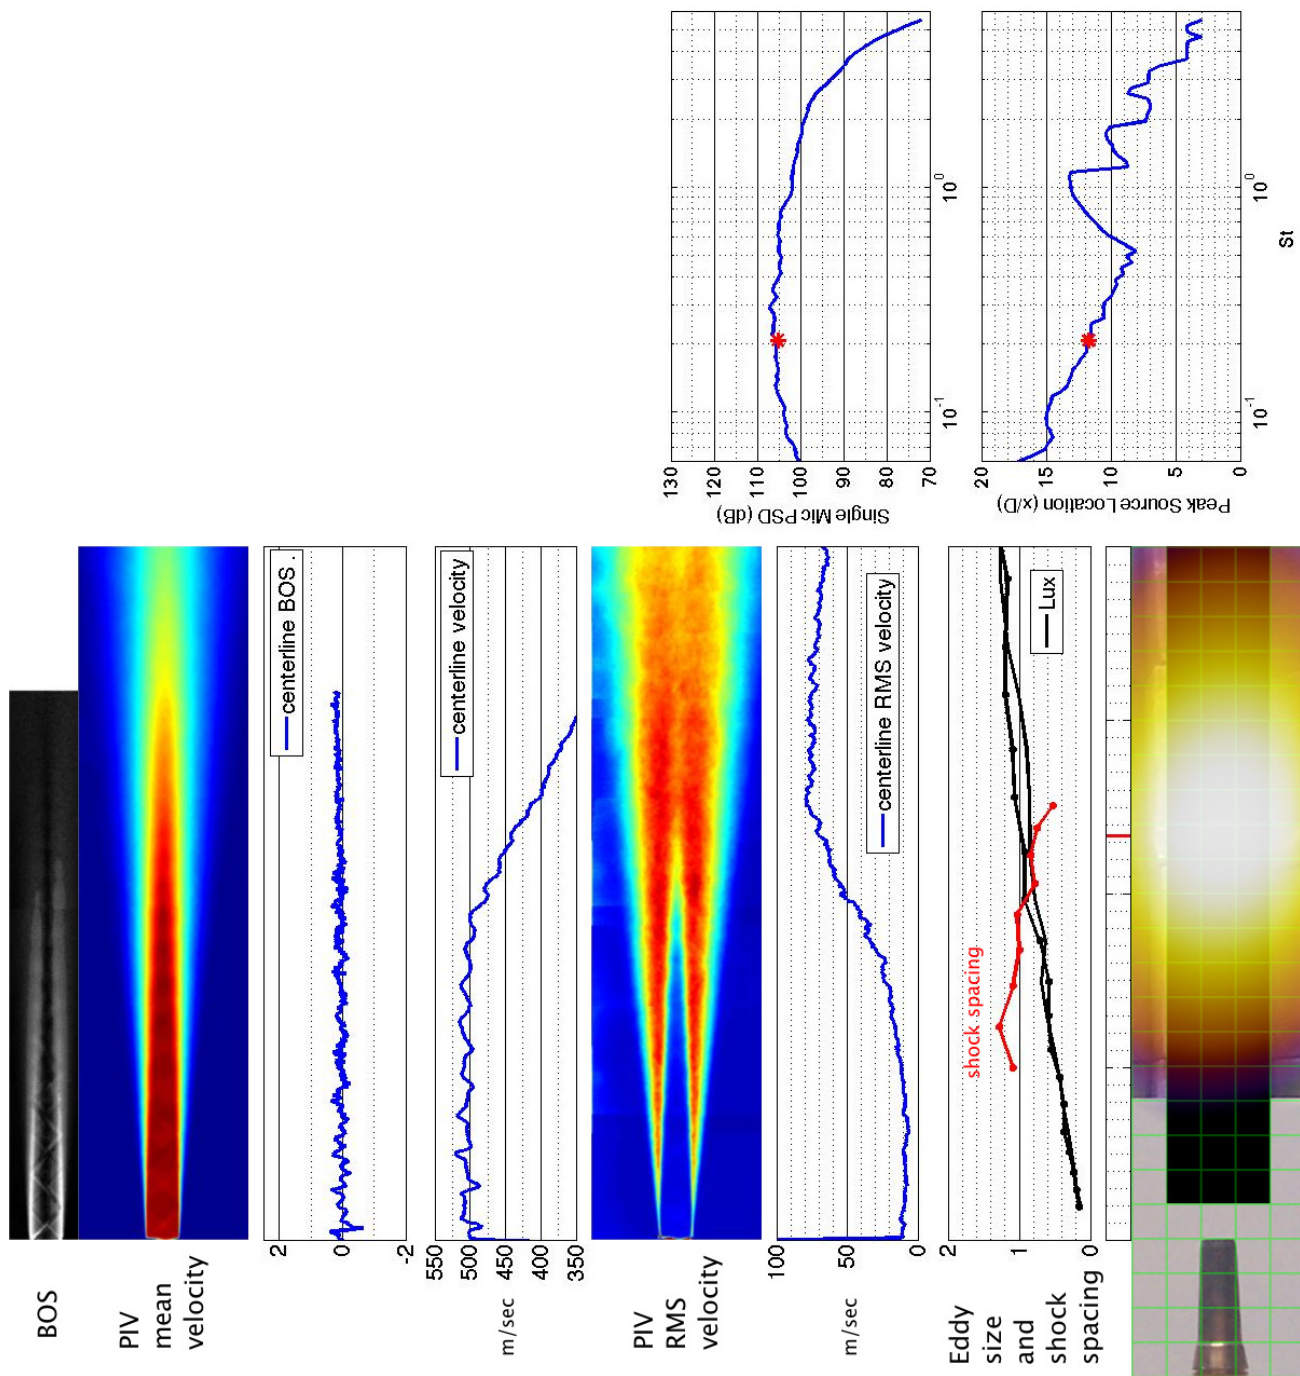 BOS
PIV
mean
velocity
2
0
-2
centerline BOS.
550
500
450
400
350
m/sec
centerline velocity
PIV
RMS
velocity
100
50
0
m/sec
centerline RMS velocity
Eddy
size
and
shock
spacing
2
1
0
shock spacing
Lux
130
120
110
100
90
80
70
Single Mic PSD (dB)
10-1
100
20
15
10
5
0
Peak Source Location (x/D)
10-1
100
St